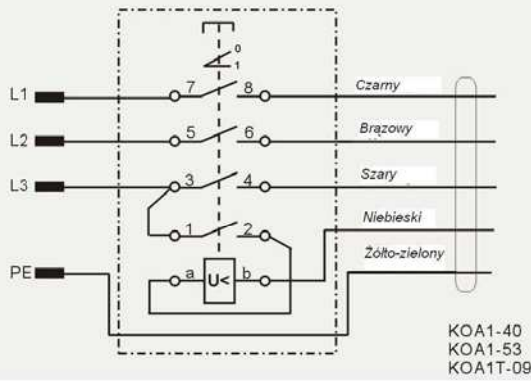 0
1
L1
7
8
Czarny
L2
5
6
Brązowy
L3
3
4
Szary
1
2
Niebieski
PE
a
U<
b
Żółto-zielony
KOA1-40
KOA1-53
KOA1T-09